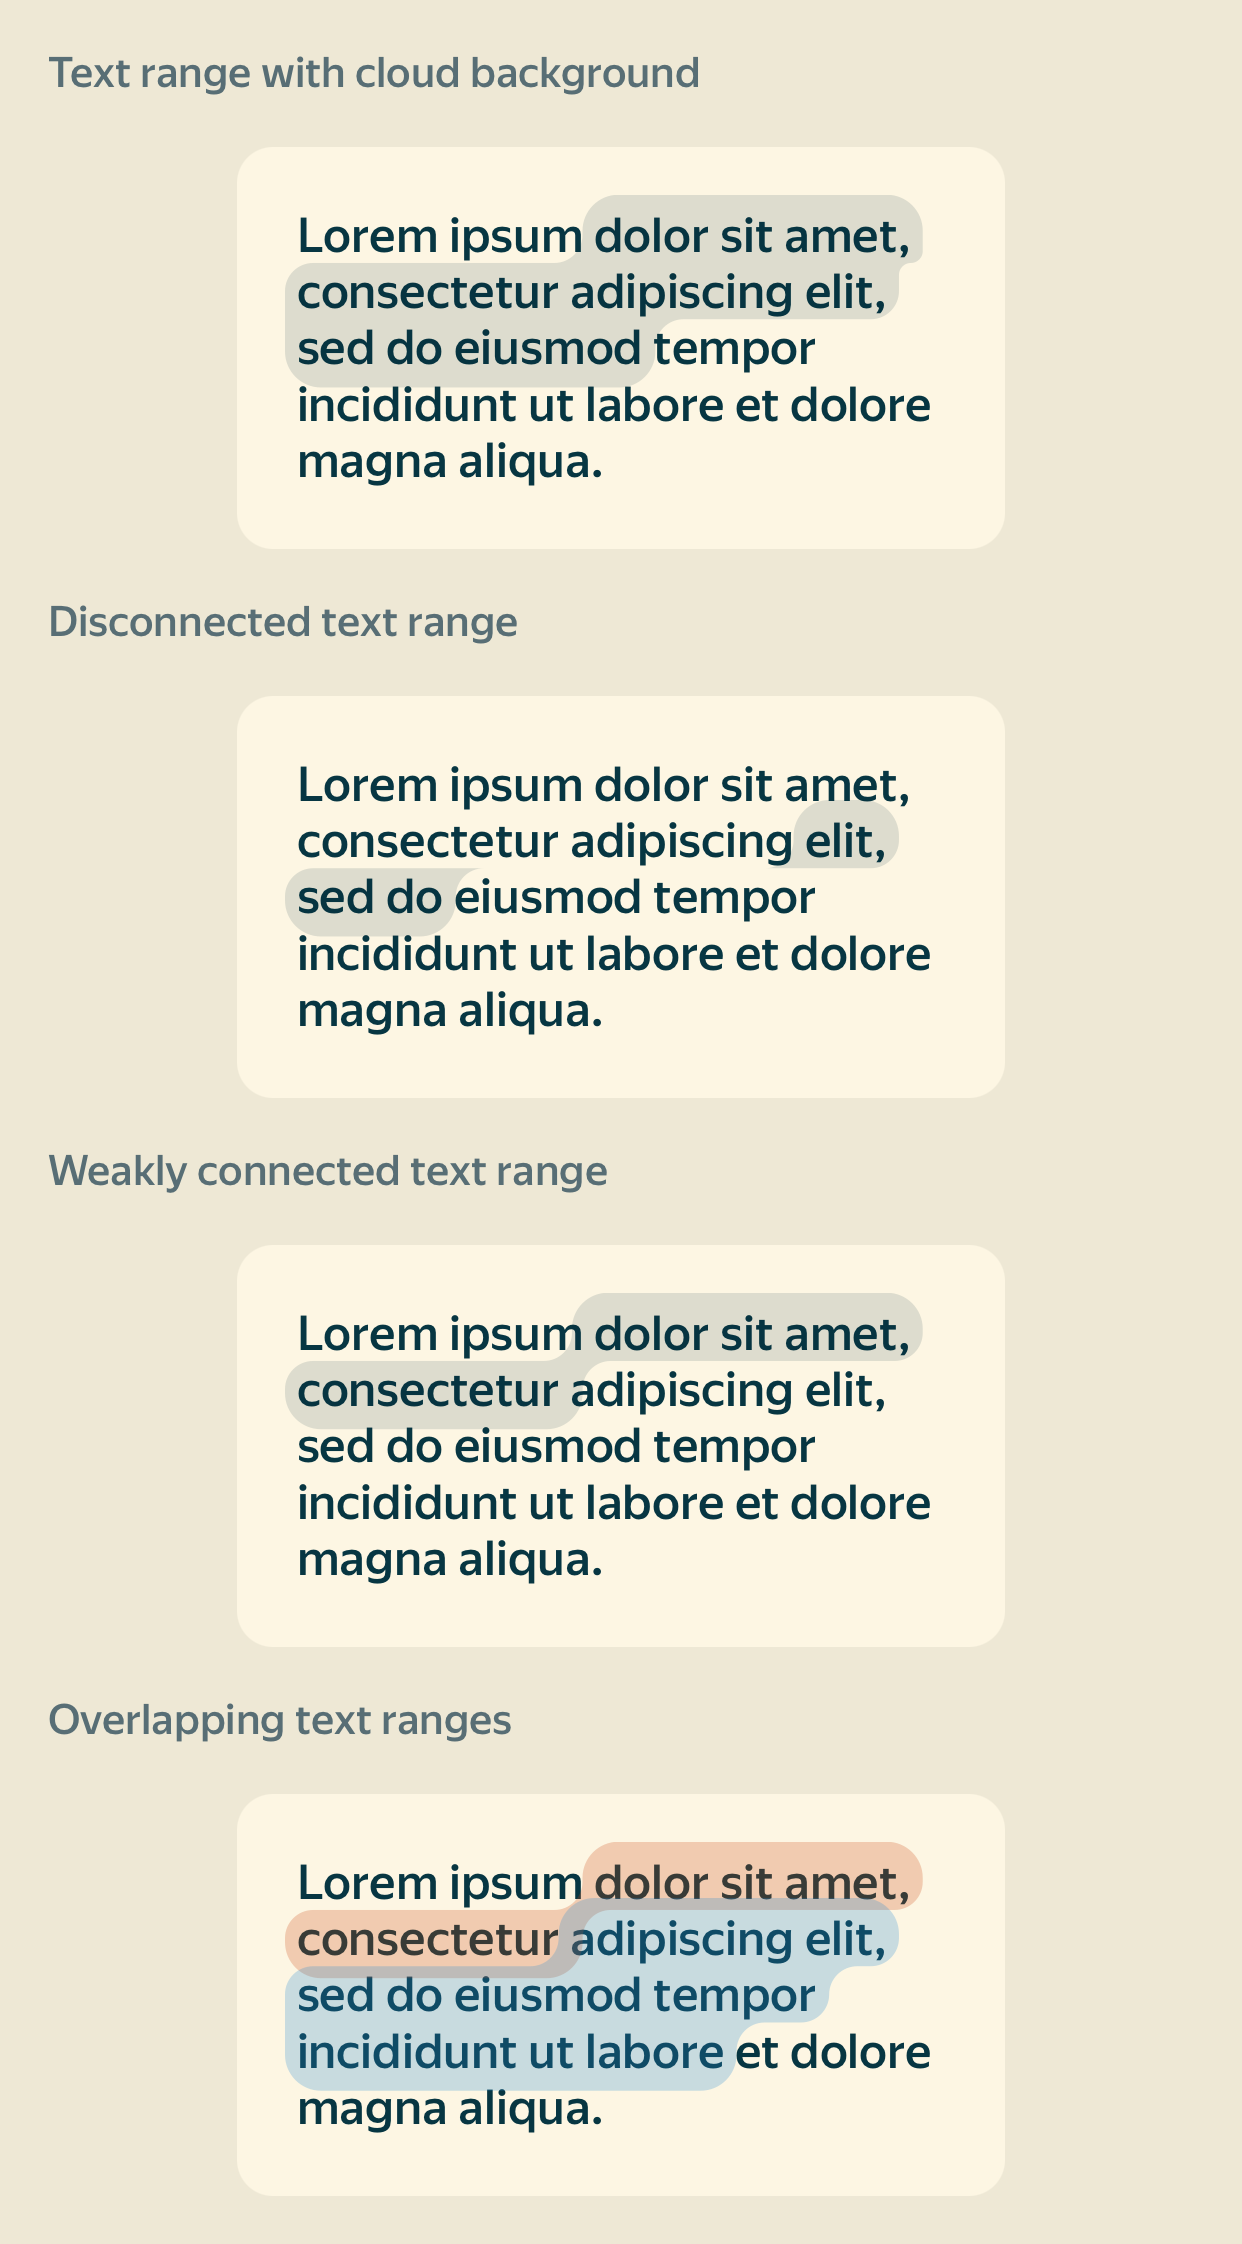 Text range with cloud background
Lorem ipsum dolor sit amet,
consectetur adipiscing elit,
sed do eiusmod tempor
incididunt ut labore et dolore
magna aliqua.
Disconnected text range
Lorem ipsum dolor sit amet,
consectetur adipiscing elit,
sed do eiusmod tempor
incididunt ut labore et dolore
magna aliqua.
Weakly connected text range
Lorem ipsum dolor sit amet,
consectetur adipiscing elit,
sed do eiusmod tempor
incididunt ut labore et dolore
magna aliqua.
Overlapping text ranges
Lorem ipsum dolor sit amet,
consectetur adipiscing elit,
sed do eiusmod tempor
incididunt ut labore et dolore
magna aliqua.